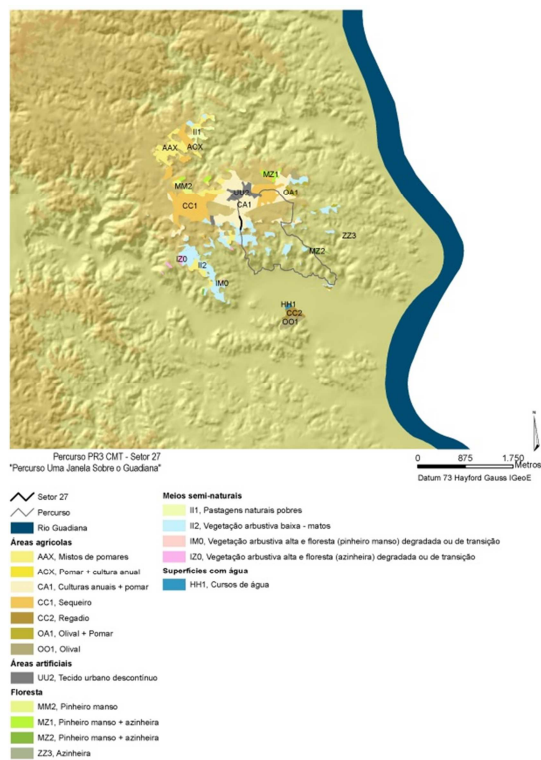 II1
AAX
ACX
MM2
MZ1
UU2
OA1
CC1
CA1
ZZ3
MZ2
IZ0
II2
IM0
HH1
CC2
OO1
N
Percurso PR3 CMT - Setor 27
"Percurso Uma Janela Sobre o Guadiana"
0 875 1.750
Metros
Datum 73 Hayford Gauss IGeoE
Setor 27
Percurso
Rio Guadiana
Áreas agrícolas
AAX, Mistos de pomares
ACX, Pomar + cultura anual
CA1, Culturas anuais + pomar
CC1, Sequeiro
CC2, Regadio
OA1, Olival + Pomar
OO1, Olival
Áreas artificiais
UU2, Tecido urbano descontínuo
Floresta
MM2, Pinheiro manso
MZ1, Pinheiro manso + azinheira
MZ2, Pinheiro manso + azinheira
ZZ3, Azinheira
Meios semi-naturais
II1, Pastagens naturais pobres
II2, Vegetação arbustiva baixa - matos
IM0, Vegetação arbustiva alta e floresta (pinheiro manso) degradada ou de transição
IZ0, Vegetação arbustiva alta e floresta (azinheira) degradada ou de transição
Superfícies com água
HH1, Cursos de água